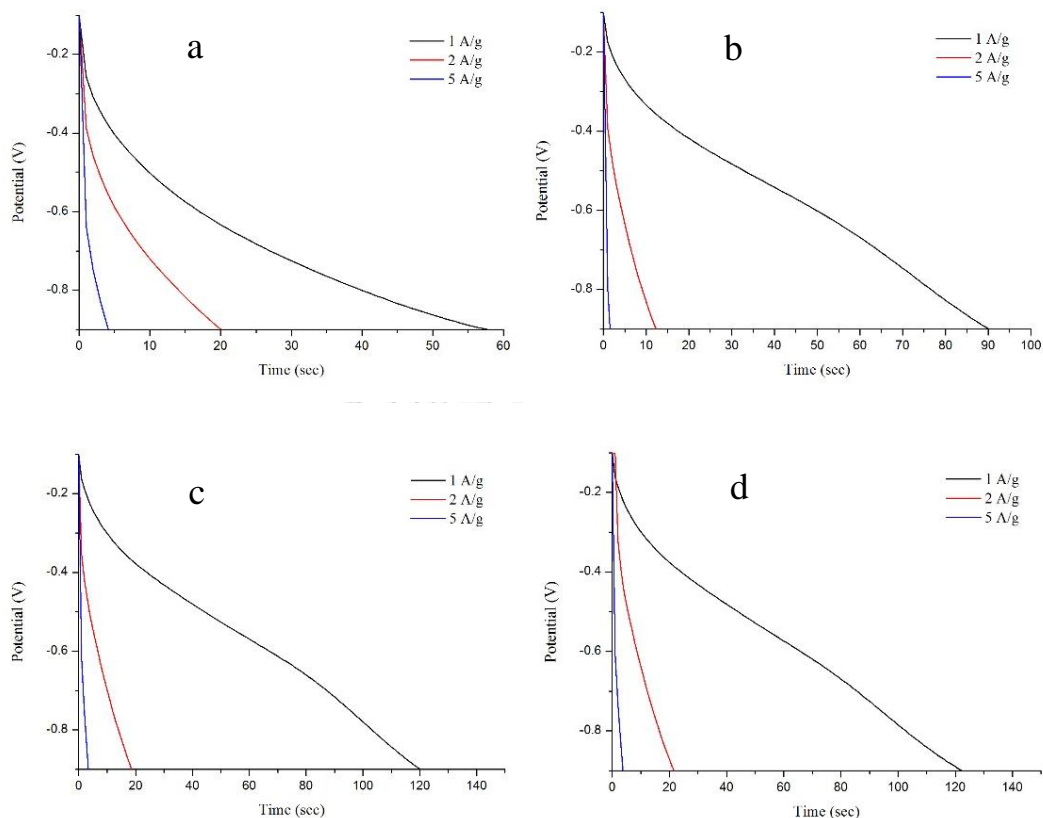 a
1 A/g
2 A/g
5 A/g
-0.2
-0.4
-0.6
-0.8
Potential (V)
0 10 20 30 40 50 60
Time (sec)
b
1 A/g
2 A/g
5 A/g
-0.2
-0.4
-0.6
-0.8
Potential (V)
0 10 20 30 40 50 60 70 80 90 100
Time (sec)
c
1 A/g
2 A/g
5 A/g
-0.2
-0.4
-0.6
-0.8
Potential (V)
0 20 40 60 80 100 120 140
Time (sec)
d
1 A/g
2 A/g
5 A/g
-0.2
-0.4
-0.6
-0.8
Potential (V)
0 20 40 60 80 100 120 140
Time (sec)